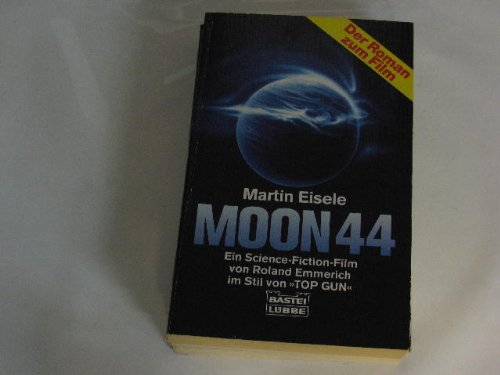 Der Roman
zum Film
Martin Eisele
MOON 44
Ein Science-Fiction-Film
von Roland Emmerich
im Stil von »TOP GUN«
BASTEI
LÜBBE